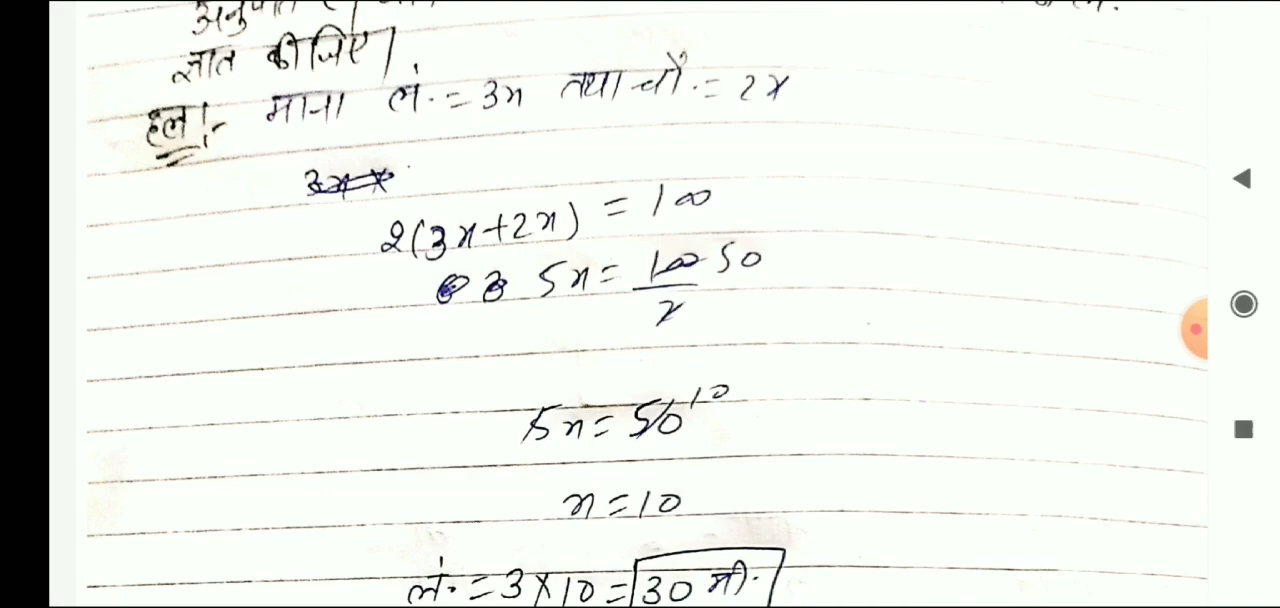 ज्ञात कीजिए।
हल:- माना लं. = 3x तथा चौ. = 2x
2(3x+2x) = 100
5x = 100/2 50
5x = 50 10
x = 10
लं. = 3×10 = 30 मी.